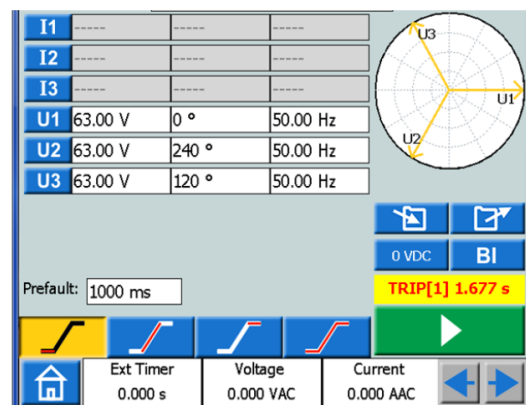 I1 ----- ----- -----
I2 ----- ----- -----
I3 ----- ----- -----
U1 63.00 V 0 ° 50.00 Hz
U2 63.00 V 240 ° 50.00 Hz
U3 63.00 V 120 ° 50.00 Hz
U3
U1
U2
0 VDC BI
Prefault: 1000 ms
TRIP[1] 1.677 s
Ext Timer Voltage Current
0.000 s 0.000 VAC 0.000 AAC